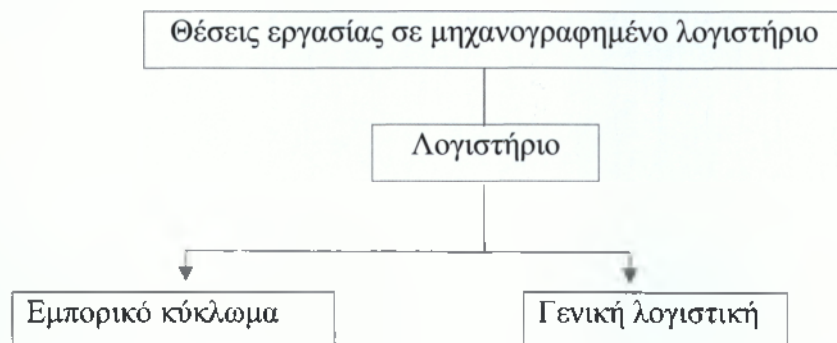 Θέσεις εργασίας σε μηχανογραφημένο λογιστήριο
Λογιστήριο
Εμπορικό κύκλωμα
Γενική λογιστική